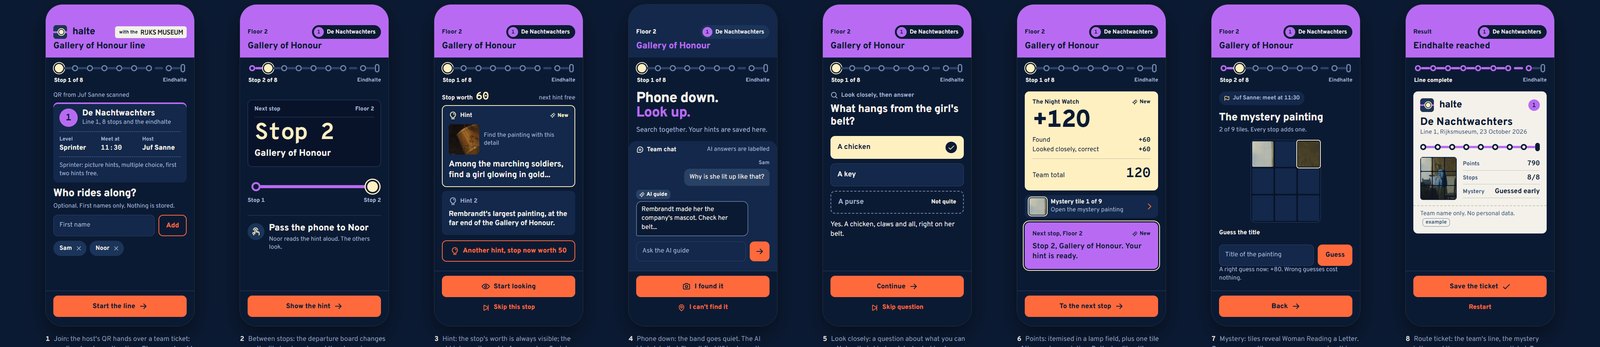 halte
with the RIJKS MUSEUM
Gallery of Honour line
Stop 1 of 8
Eindhalte
QR from Juf Sanne scanned
1
De Nachtwachters
Line 1, 8 stops and the eindhalte
Level
Meet at
Host
Sprinter
11:30
Juf Sanne
Sprinter: picture hints, multiple choice, first
two hints free.
Who rides along?
Optional. First names only. Nothing is stored.
First name
Add
Sam ×
Noor ×
Start the line →
1 Join: the host's QR hands over a team ticket:
Floor 2
1 De Nachtwachters
Gallery of Honour
Stop 2 of 8
Eindhalte
Next stop
Floor 2
Stop 2
Gallery of Honour
Stop 1
Stop 2
Pass the phone to Noor
Noor reads the hint aloud. The others
look.
Show the hint →
2 Between stops: the departure board changes
Floor 2
1 De Nachtwachters
Gallery of Honour
Stop 1 of 8
Eindhalte
Stop worth 60
next hint free
Hint
New
Find the painting with this
detail
Among the marching soldiers,
find a girl glowing in gold...
Hint 2
Rembrandt's largest painting, at the
far end of the Gallery of Honour.
Another hint, stop now worth 50
Start looking
Skip this stop
3 Hint: the stop's worth is always visible; the
Floor 2
1 De Nachtwachters
Gallery of Honour
Stop 1 of 8
Eindhalte
Phone down.
Look up.
Search together. Your hints are saved here.
Team chat
AI answers are labelled
Sam
Why is she lit up like that?
AI guide
Rembrandt made her the
company's mascot. Check her
belt...
Ask the AI guide
→
I found it
I can't find it
4 Phone down: the band goes quiet. The AI
Floor 2
1 De Nachtwachters
Gallery of Honour
Stop 1 of 8
Eindhalte
Look closely, then answer
What hangs from the girl's
belt?
A chicken
A key
A purse
Not quite
Yes. A chicken, claws and all, right on her
belt.
Continue →
Skip question
5 Look closely: a question about what you can
Floor 2
1 De Nachtwachters
Gallery of Honour
Stop 1 of 8
Eindhalte
The Night Watch
New
+120
Found
+60
Looked closely, correct
+60
Team total
120
Mystery tile 1 of 9
Open the mystery painting
Next stop, Floor 2
New
Stop 2, Gallery of Honour. Your
hint is ready.
To the next stop →
6 Points: itemised in a lamp field, plus one tile
Floor 2
1 De Nachtwachters
Gallery of Honour
Stop 2 of 8
Eindhalte
Juf Sanne: meet at 11:30
The mystery painting
2 of 9 tiles. Every stop adds one.
Guess the title
Title of the painting
Guess
A right guess now: +80. Wrong guesses cost
nothing.
Back →
7 Mystery: tiles reveal Woman Reading a Letter.
Result
1 De Nachtwachters
Eindhalte reached
Line complete
Eindhalte
halte
1
De Nachtwachters
Line 1, Rijksmuseum, 23 October 2026
Points
790
Stops
8/8
Mystery
Guessed early
Team name only. No personal data.
example
Save the ticket
Restart
8 Route ticket: the team's line, the mystery